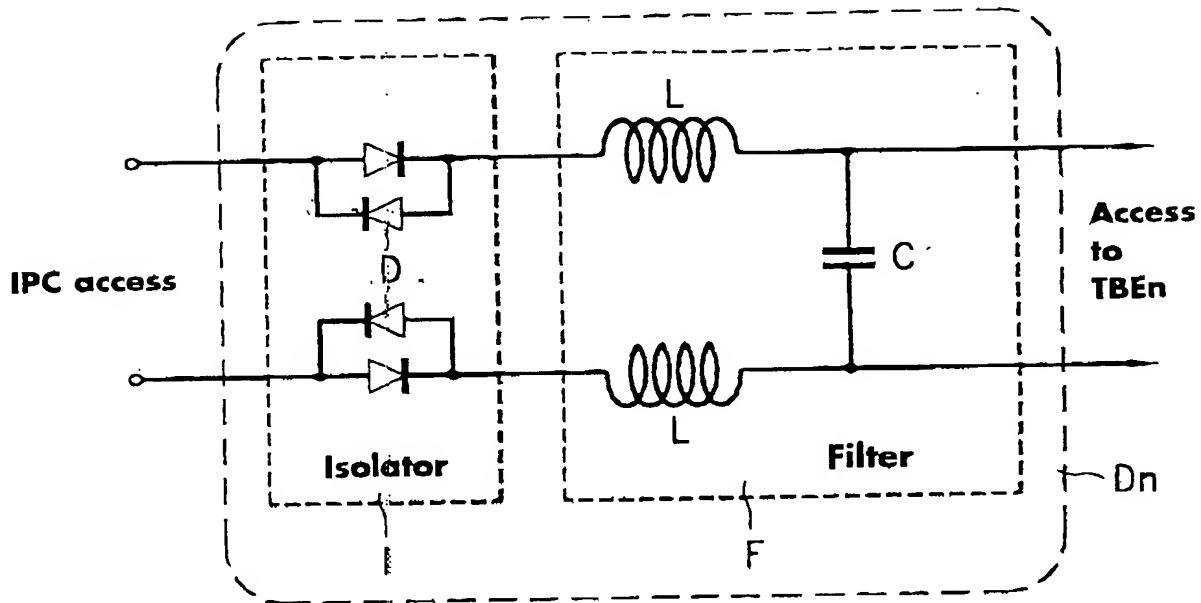 L
IPC access
D
C
Access
to
TBEn
L
Isolator
Filter
Dn
I
F